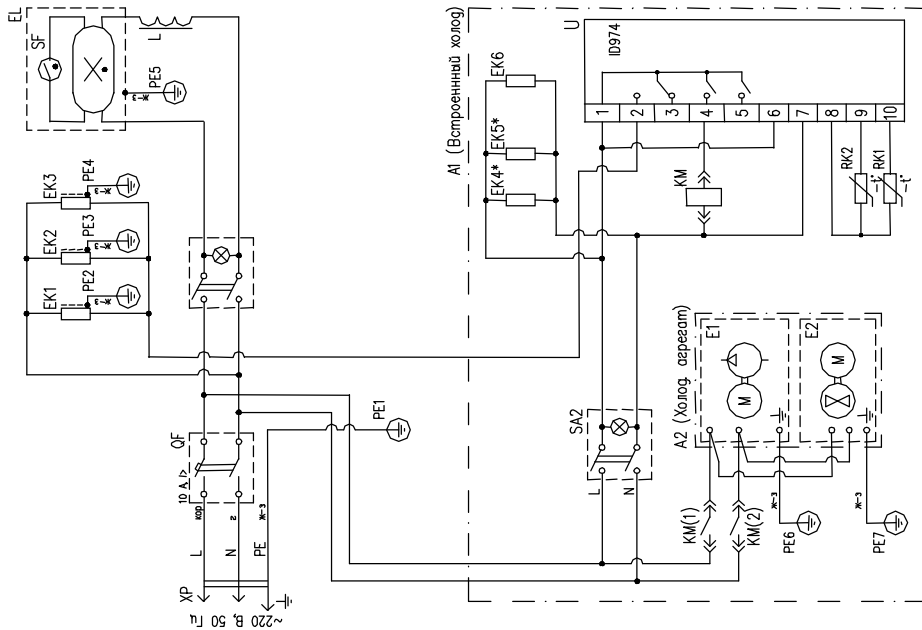 EL
SF
L
PE5
ж-з
EK3
PE4
ж-з
EK2
PE3
ж-з
EK1
PE2
ж-з
QF
10 А I>
кор
г
ж-з
L
N
PE
XP
~220 В, 50 Гц
PE1
А1 (Встроенный холод)
U
ID974
1
2
3
4
5
6
7
8
9
10
EK6
EK5*
EK4*
KM
RK2
-t°
RK1
-t°
SA2
L
N
А2 (Холод. агрегат)
E1
M
E2
M
KM(1)
KM(2)
ж-з
PE6
ж-з
PE7